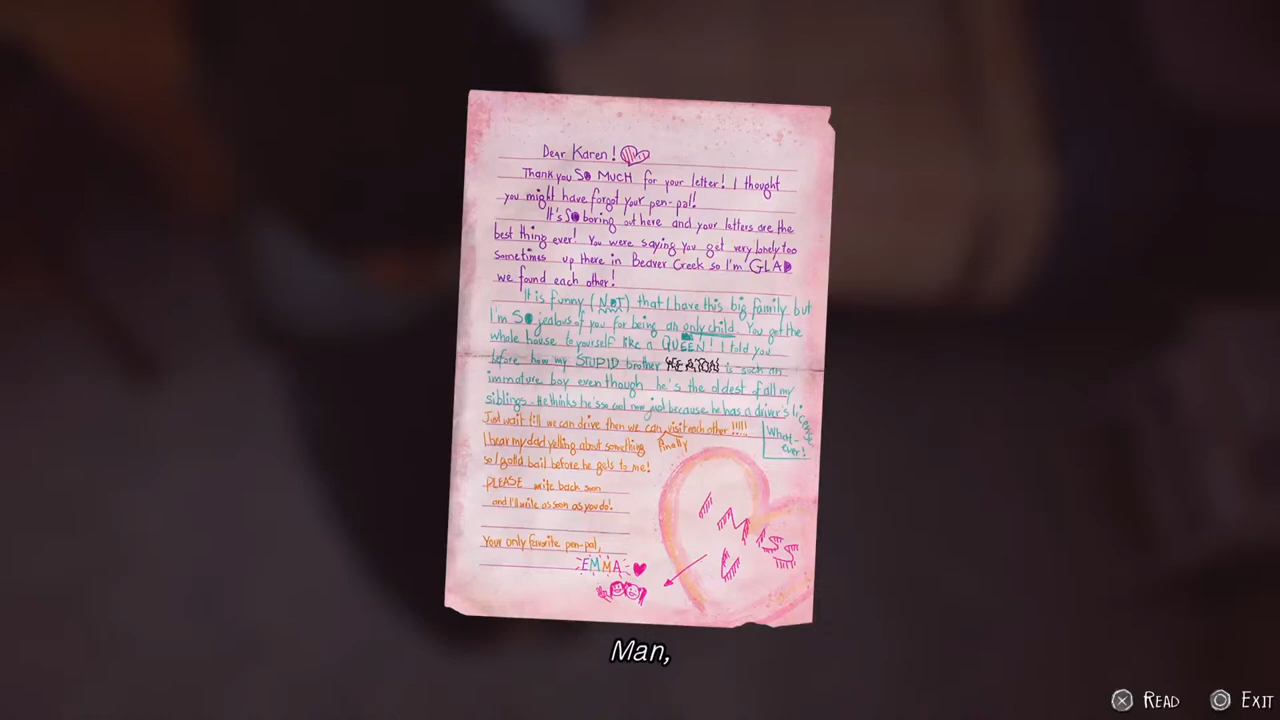 Dear Karen!
Thank you SO MUCH for your letter! I thought
you might have forgot your pen-pal!
It's SO boring out here and your letters are the
best thing ever! You were saying you get very lonely too
sometimes up there in Beaver Creek so I'm GLAD
we found each other!
It is funny (NOT) that I have this big family but
I'm SO jealous of you for being an only child. You get the
whole house to yourself like a QUEEN! I told you
before how my STUPID brother is such an
immature boy even though he's the oldest of all my
siblings. He thinks he's so cool now just because he has a driver's license
What-
ever!
Just wait till we can drive then we can visit each other!!!!!
finally
I hear my dad yelling about something
so I gotta bail before he gets to me!
PLEASE write back soon
and I'll write as soon as you do!
Your only favorite pen-pal,
EMMA
I MISS
U
Man,
READ
EXIT